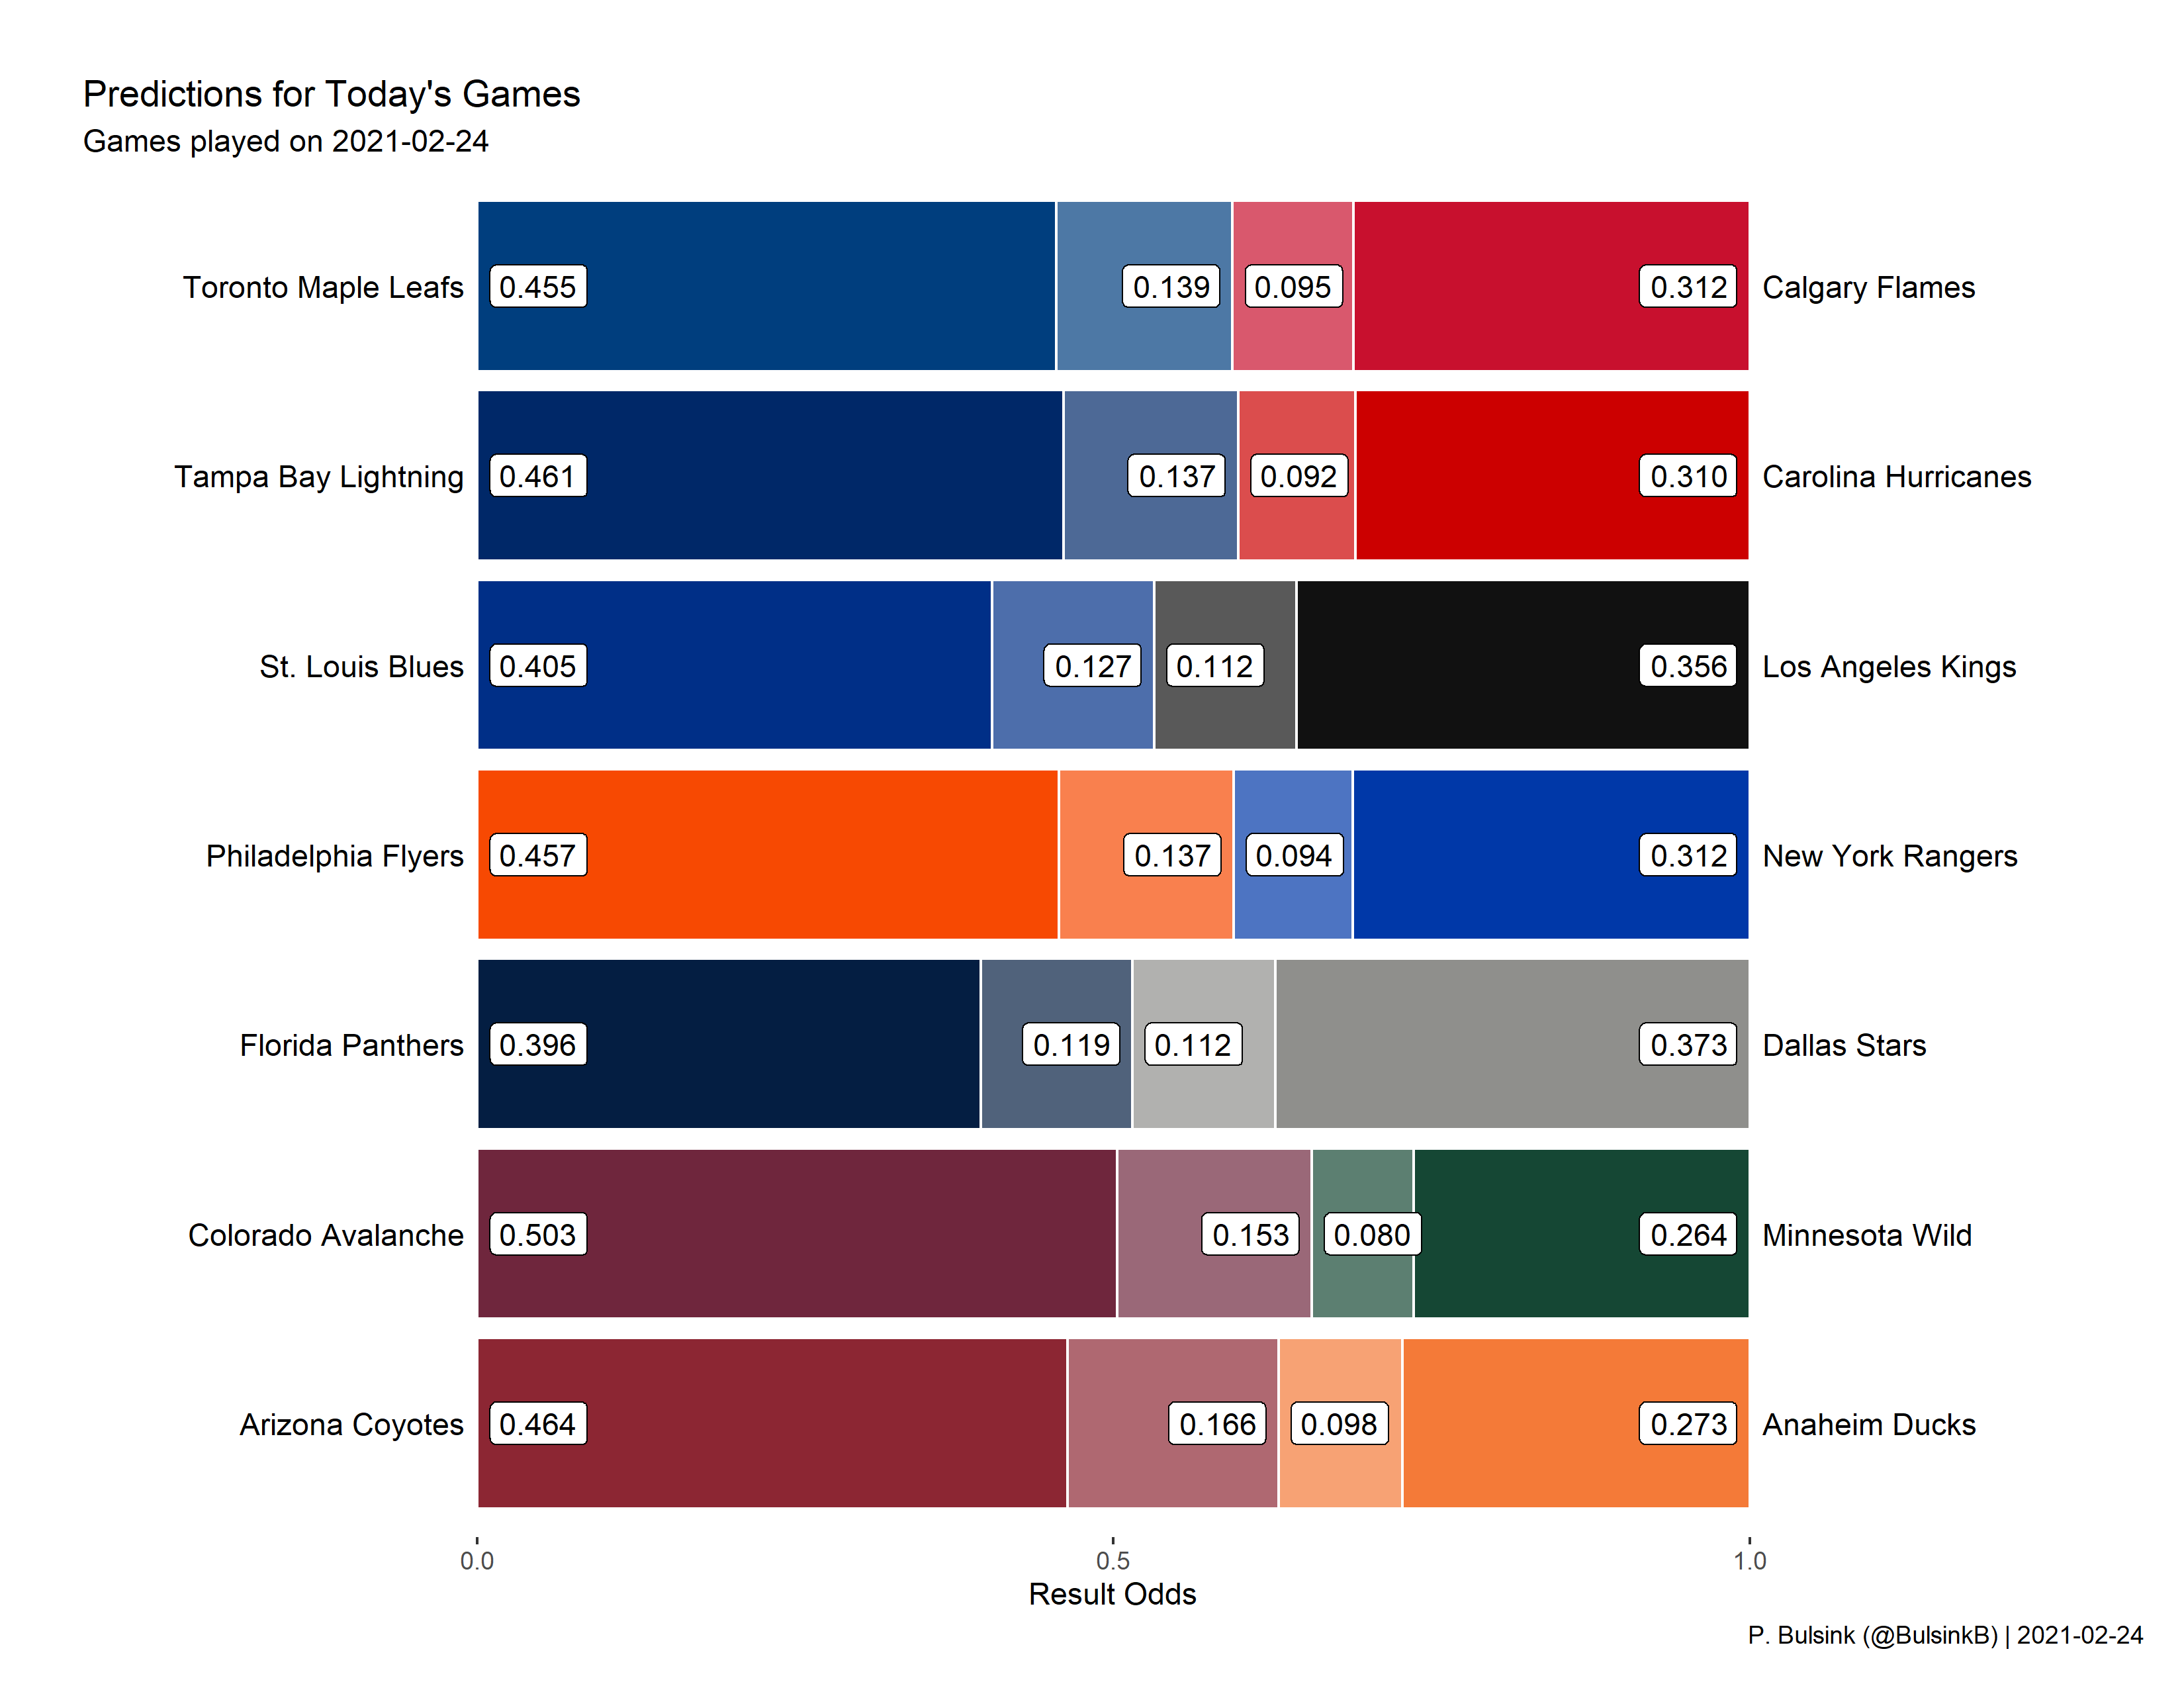 Predictions for Today's Games
Games played on 2021-02-24
Toronto Maple Leafs 0.455 0.139 0.095 0.312 Calgary Flames
Tampa Bay Lightning 0.461 0.137 0.092 0.310 Carolina Hurricanes
St. Louis Blues 0.405 0.127 0.112 0.356 Los Angeles Kings
Philadelphia Flyers 0.457 0.137 0.094 0.312 New York Rangers
Florida Panthers 0.396 0.119 0.112 0.373 Dallas Stars
Colorado Avalanche 0.503 0.153 0.080 0.264 Minnesota Wild
Arizona Coyotes 0.464 0.166 0.098 0.273 Anaheim Ducks
0.0 0.5 1.0
Result Odds
P. Bulsink (@BulsinkB) | 2021-02-24